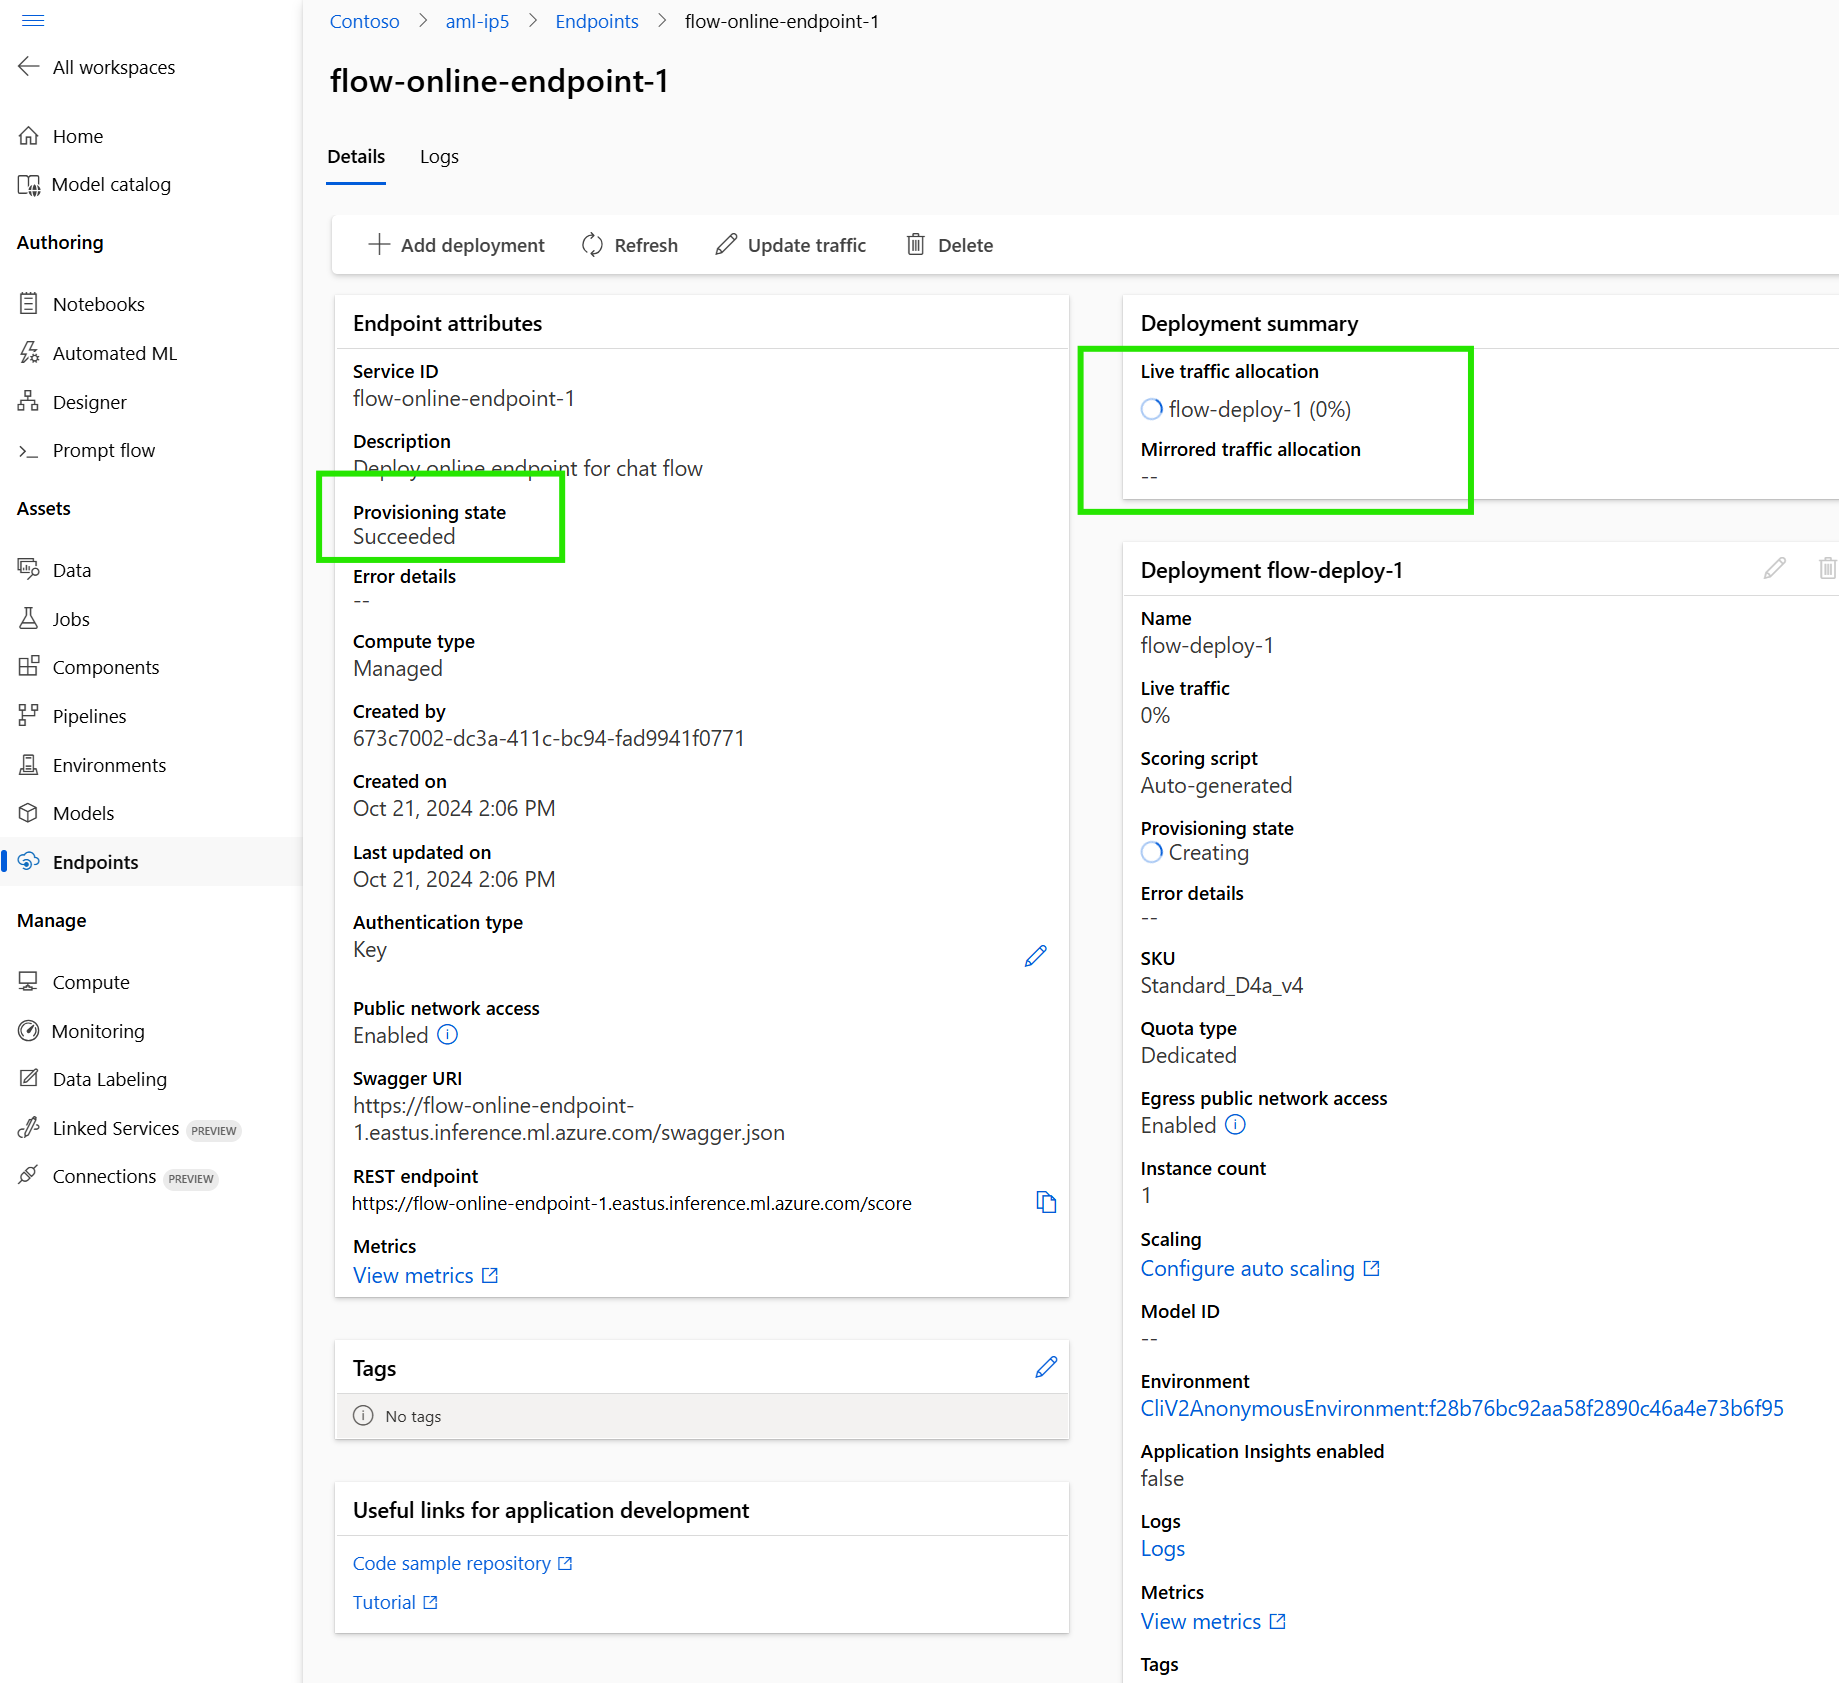 Contoso > aml-ip5 > Endpoints > flow-online-endpoint-1
All workspaces
Home
Model catalog
Authoring
Notebooks
Automated ML
Designer
Prompt flow
Assets
Data
Jobs
Components
Pipelines
Environments
Models
Endpoints
Manage
Compute
Monitoring
Data Labeling
Linked Services PREVIEW
Connections PREVIEW
flow-online-endpoint-1
Details Logs
Add deployment Refresh Update traffic Delete
Endpoint attributes
Service ID
flow-online-endpoint-1
Description
Deploy online endpoint for chat flow
Provisioning state
Succeeded
Error details
--
Compute type
Managed
Created by
673c7002-dc3a-411c-bc94-fad9941f0771
Created on
Oct 21, 2024 2:06 PM
Last updated on
Oct 21, 2024 2:06 PM
Authentication type
Key
Public network access
Enabled
Swagger URI
https://flow-online-endpoint-
1.eastus.inference.ml.azure.com/swagger.json
REST endpoint
https://flow-online-endpoint-1.eastus.inference.ml.azure.com/score
Metrics
View metrics
Tags
No tags
Useful links for application development
Code sample repository
Tutorial
Deployment summary
Live traffic allocation
flow-deploy-1 (0%)
Mirrored traffic allocation
--
Deployment flow-deploy-1
Name
flow-deploy-1
Live traffic
0%
Scoring script
Auto-generated
Provisioning state
Creating
Error details
--
SKU
Standard_D4a_v4
Quota type
Dedicated
Egress public network access
Enabled
Instance count
1
Scaling
Configure auto scaling
Model ID
--
Environment
CliV2AnonymousEnvironment:f28b76bc92aa58f2890c46a4e73b6f95
Application Insights enabled
false
Logs
Logs
Metrics
View metrics
Tags